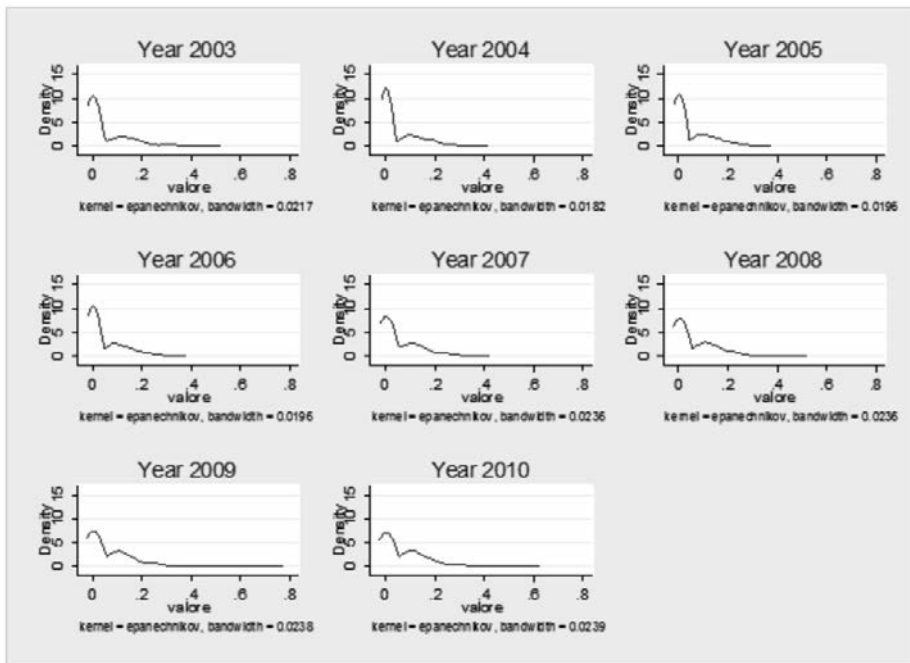 Year 2003
Density
0 5 10 15
0 .2 .4 .6 .8
valore
kernel = epanechnikov, bandwidth = 0.0217
Year 2004
Density
0 5 10 15
0 .2 .4 .6 .8
valore
kernel = epanechnikov, bandwidth = 0.0182
Year 2005
Density
0 5 10 15
0 .2 .4 .6 .8
valore
kernel = epanechnikov, bandwidth = 0.0196
Year 2006
Density
0 5 10 15
0 .2 .4 .6 .8
valore
kernel = epanechnikov, bandwidth = 0.0196
Year 2007
Density
0 5 10 15
0 .2 .4 .6 .8
valore
kernel = epanechnikov, bandwidth = 0.0236
Year 2008
Density
0 5 10 15
0 .2 .4 .6 .8
valore
kernel = epanechnikov, bandwidth = 0.0236
Year 2009
Density
0 5 10 15
0 .2 .4 .6 .8
valore
kernel = epanechnikov, bandwidth = 0.0238
Year 2010
Density
0 5 10 15
0 .2 .4 .6 .8
valore
kernel = epanechnikov, bandwidth = 0.0239